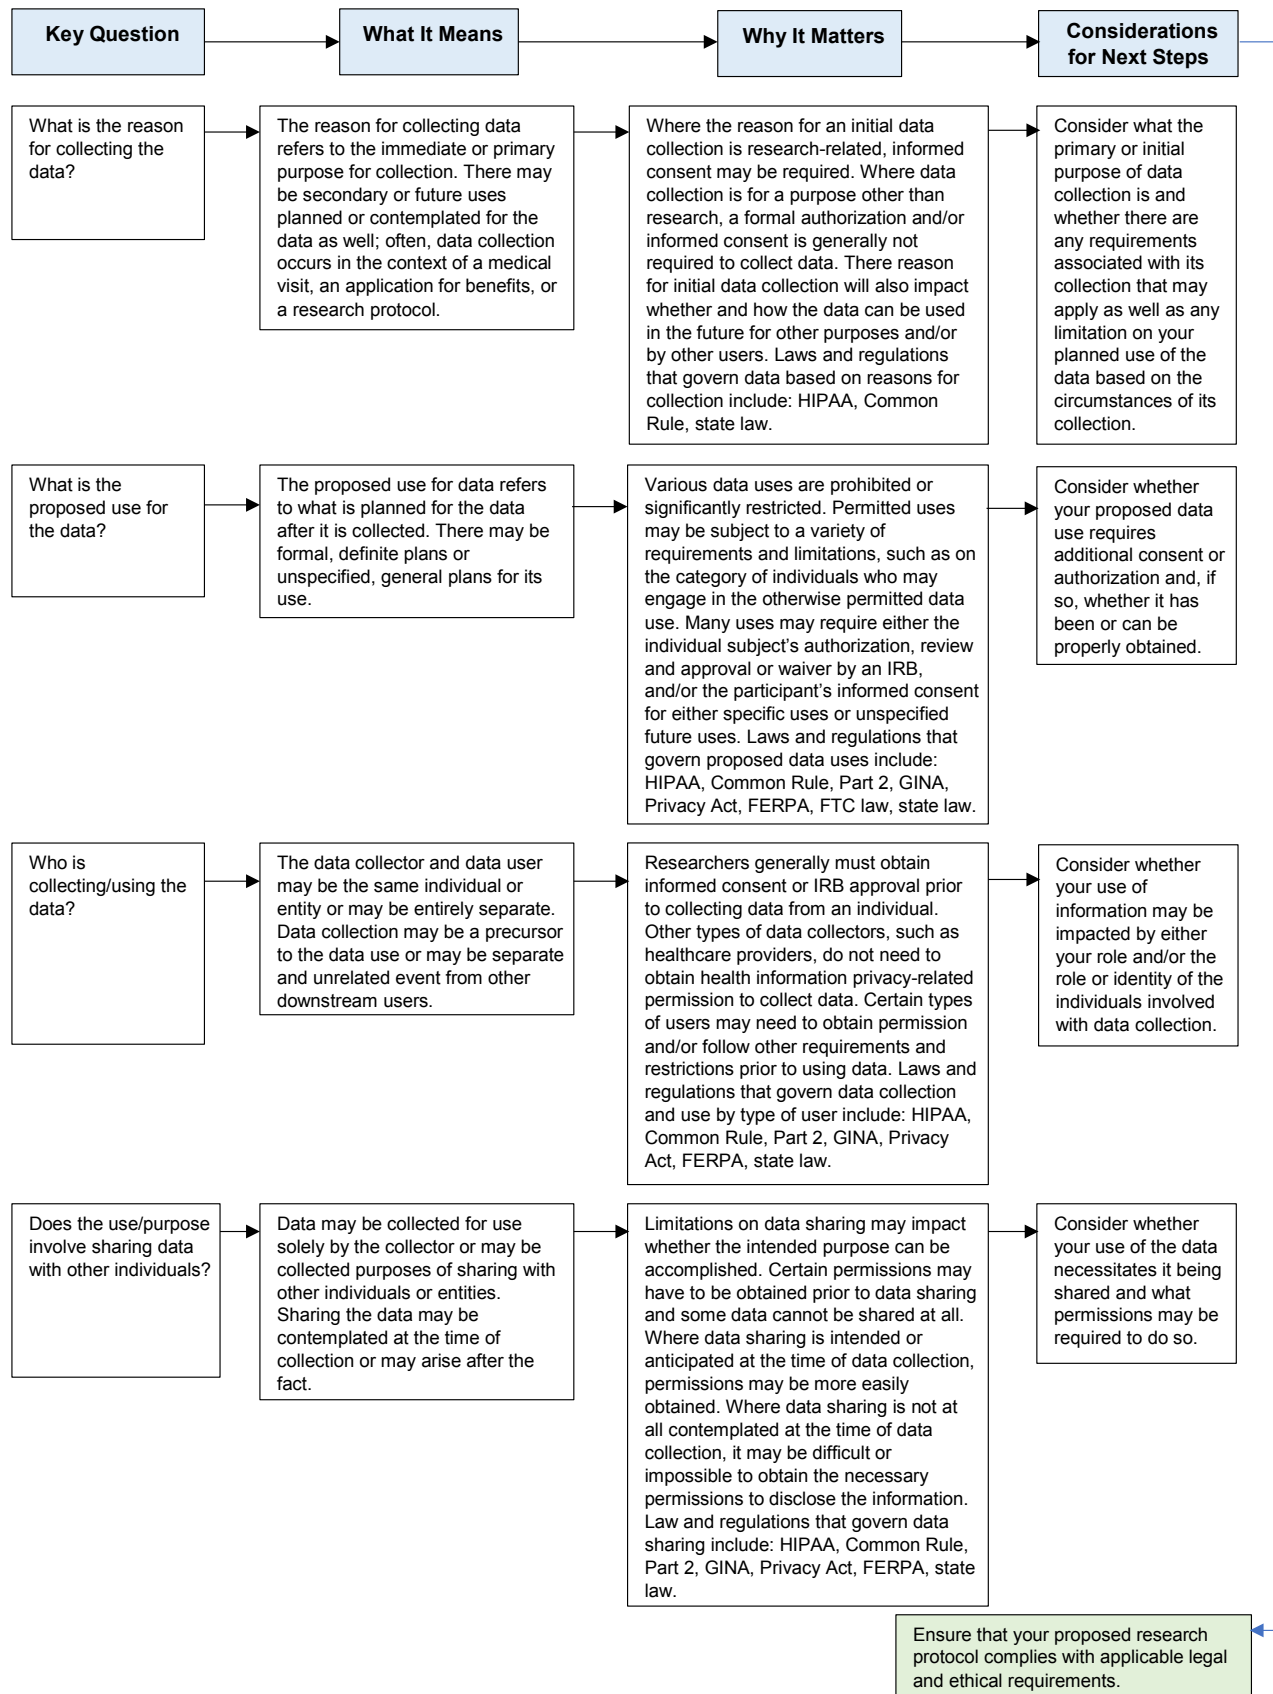 Key Question
What It Means
Why It Matters
Considerations
for Next Steps
What is the reason
for collecting the
data?
The reason for collecting data
refers to the immediate or primary
purpose for collection. There may
be secondary or future uses
planned or contemplated for the
data as well; often, data collection
occurs in the context of a medical
visit, an application for benefits, or
a research protocol.
Where the reason for an initial data
collection is research-related, informed
consent may be required. Where data
collection is for a purpose other than
research, a formal authorization and/or
informed consent is generally not
required to collect data. There reason
for initial data collection will also impact
whether and how the data can be used
in the future for other purposes and/or
by other users. Laws and regulations
that govern data based on reasons for
collection include: HIPAA, Common
Rule, state law.
Consider what the
primary or initial
purpose of data
collection is and
whether there are
any requirements
associated with its
collection that may
apply as well as any
limitation on your
planned use of the
data based on the
circumstances of its
collection.
What is the
proposed use for
the data?
The proposed use for data refers
to what is planned for the data
after it is collected. There may be
formal, definite plans or
unspecified, general plans for its
use.
Various data uses are prohibited or
significantly restricted. Permitted uses
may be subject to a variety of
requirements and limitations, such as on
the category of individuals who may
engage in the otherwise permitted data
use. Many uses may require either the
individual subject's authorization, review
and approval or waiver by an IRB,
and/or the participant's informed consent
for either specific uses or unspecified
future uses. Laws and regulations that
govern proposed data uses include:
HIPAA, Common Rule, Part 2, GINA,
Privacy Act, FERPA, FTC law, state law.
Consider whether
your proposed data
use requires
additional consent or
authorization and, if
so, whether it has
been or can be
properly obtained.
Who is
collecting/using the
data?
The data collector and data user
may be the same individual or
entity or may be entirely separate.
Data collection may be a precursor
to the data use or may be separate
and unrelated event from other
downstream users.
Researchers generally must obtain
informed consent or IRB approval prior
to collecting data from an individual.
Other types of data collectors, such as
healthcare providers, do not need to
obtain health information privacy-related
permission to collect data. Certain types
of users may need to obtain permission
and/or follow other requirements and
restrictions prior to using data. Laws and
regulations that govern data collection
and use by type of user include: HIPAA,
Common Rule, Part 2, GINA, Privacy
Act, FERPA, state law.
Consider whether
your use of
information may be
impacted by either
your role and/or the
role or identity of the
individuals involved
with data collection.
Does the use/purpose
involve sharing data
with other individuals?
Data may be collected for use
solely by the collector or may be
collected purposes of sharing with
other individuals or entities.
Sharing the data may be
contemplated at the time of
collection or may arise after the
fact.
Limitations on data sharing may impact
whether the intended purpose can be
accomplished. Certain permissions may
have to be obtained prior to data sharing
and some data cannot be shared at all.
Where data sharing is intended or
anticipated at the time of data collection,
permissions may be more easily
obtained. Where data sharing is not at
all contemplated at the time of data
collection, it may be difficult or
impossible to obtain the necessary
permissions to disclose the information.
Law and regulations that govern data
sharing include: HIPAA, Common Rule,
Part 2, GINA, Privacy Act, FERPA, state
law.
Consider whether
your use of the data
necessitates it being
shared and what
permissions may be
required to do so.
Ensure that your proposed research
protocol complies with applicable legal
and ethical requirements.